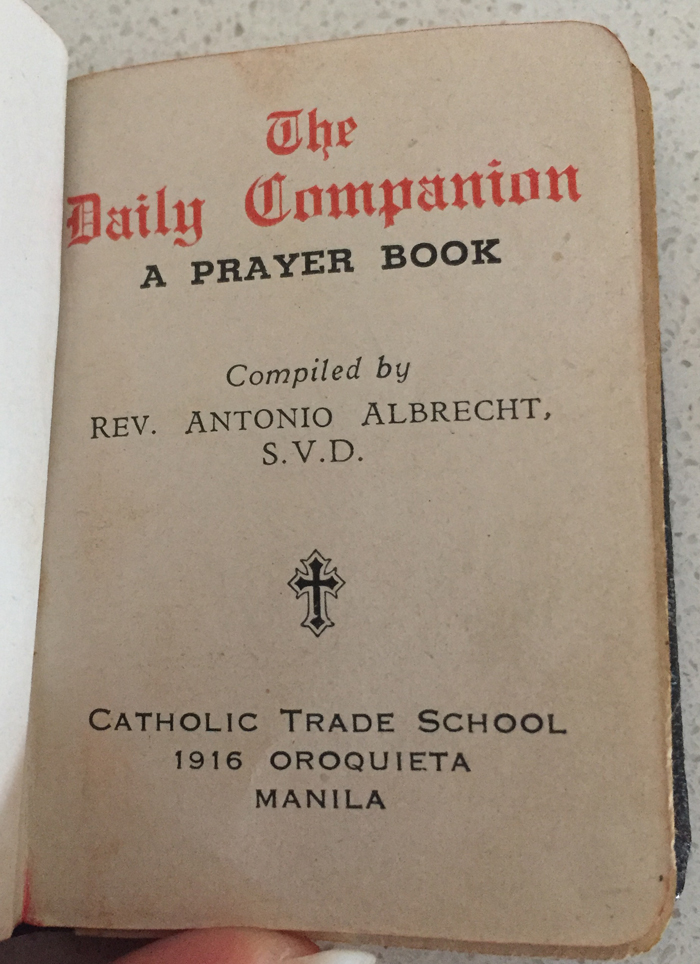 The
Daily Companion
A PRAYER BOOK
Compiled by
REV. ANTONIO ALBRECHT,
S.V.D.
CATHOLIC TRADE SCHOOL
1916 OROQUIETA
MANILA